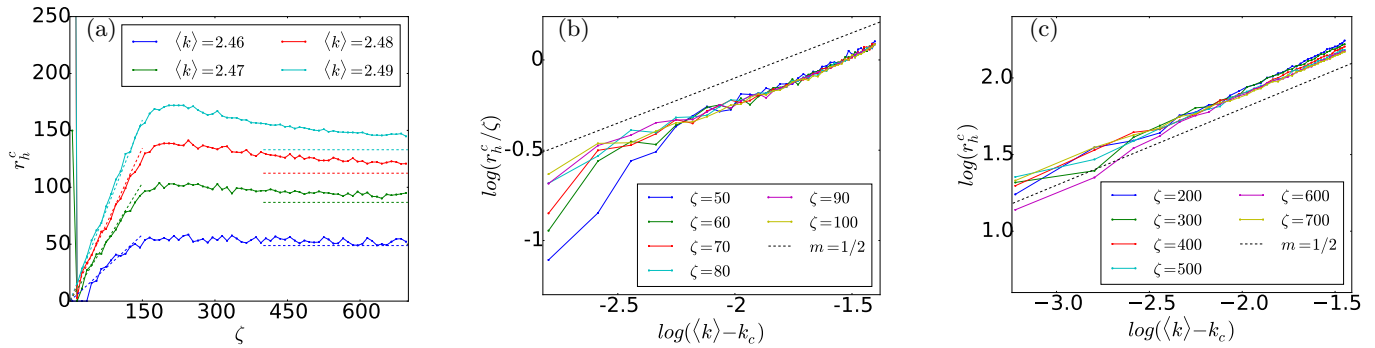 (a)
⟨k⟩=2.46
⟨k⟩=2.48
⟨k⟩=2.47
⟨k⟩=2.49
250
200
150
100
50
0
r_h^c
0 150 300 450 600
ζ
(b)
0
-0.5
-1
log(r_h^c/ζ)
ζ=50
ζ=90
ζ=60
ζ=100
ζ=70
m=1/2
ζ=80
-2.5 -2 -1.5
log(⟨k⟩−k_c)
(c)
2.0
1.5
1.0
log(r_h^c)
ζ=200
ζ=600
ζ=300
ζ=700
ζ=400
m=1/2
ζ=500
−3.0 −2.5 −2.0 −1.5
log(⟨k⟩−k_c)